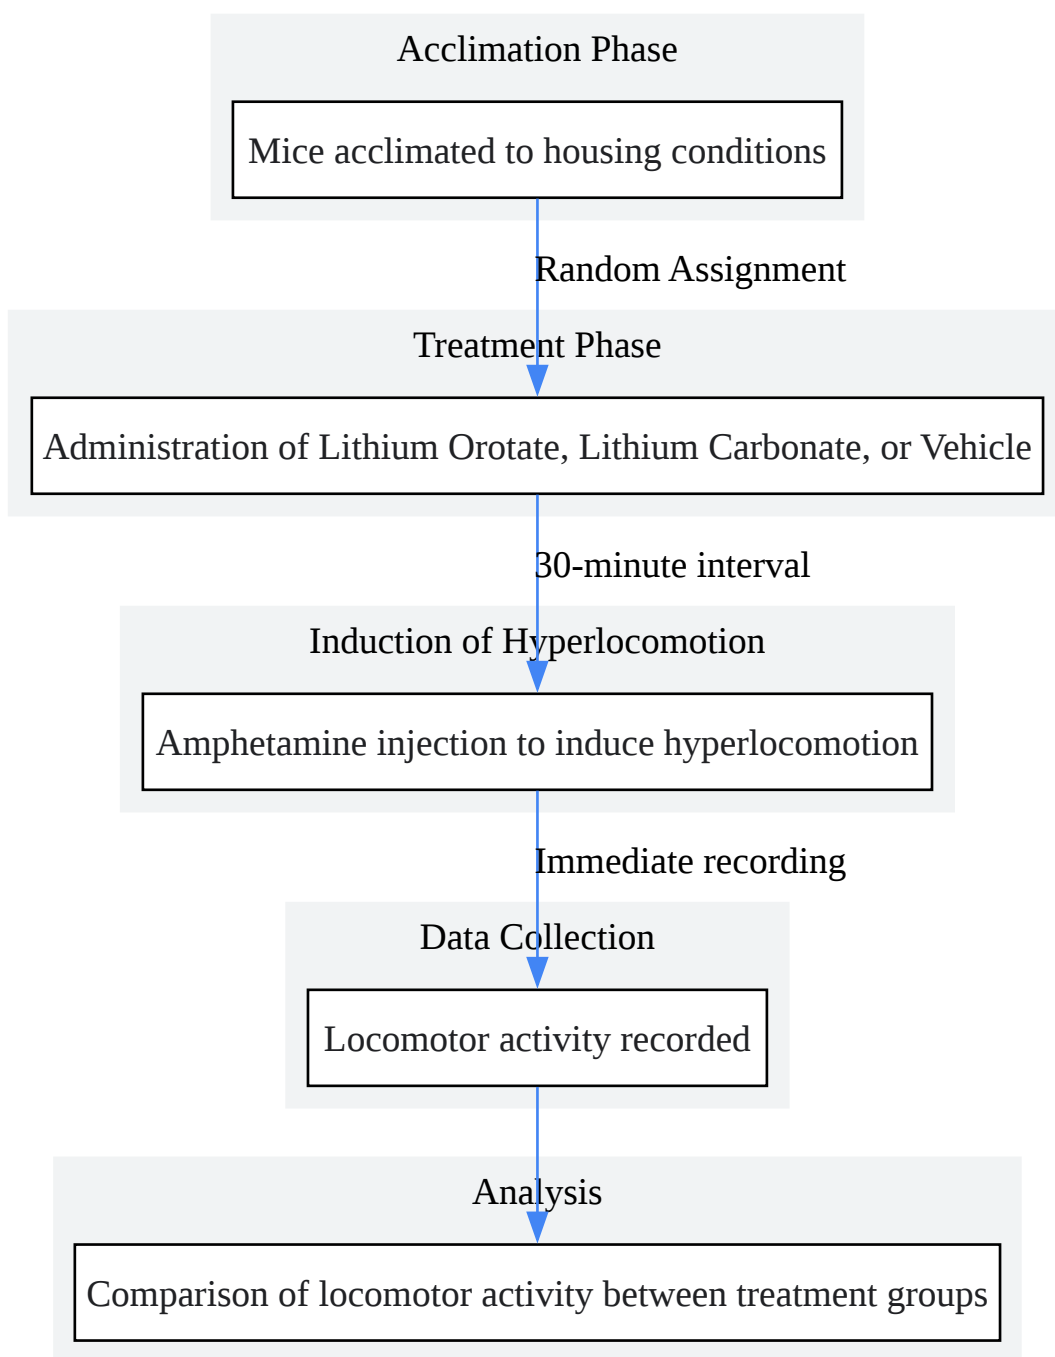 Acclimation Phase
Mice acclimated to housing conditions
Random Assignment
Treatment Phase
Administration of Lithium Orotate, Lithium Carbonate, or Vehicle
30-minute interval
Induction of Hyperlocomotion
Amphetamine injection to induce hyperlocomotion
Immediate recording
Data Collection
Locomotor activity recorded
Analysis
Comparison of locomotor activity between treatment groups